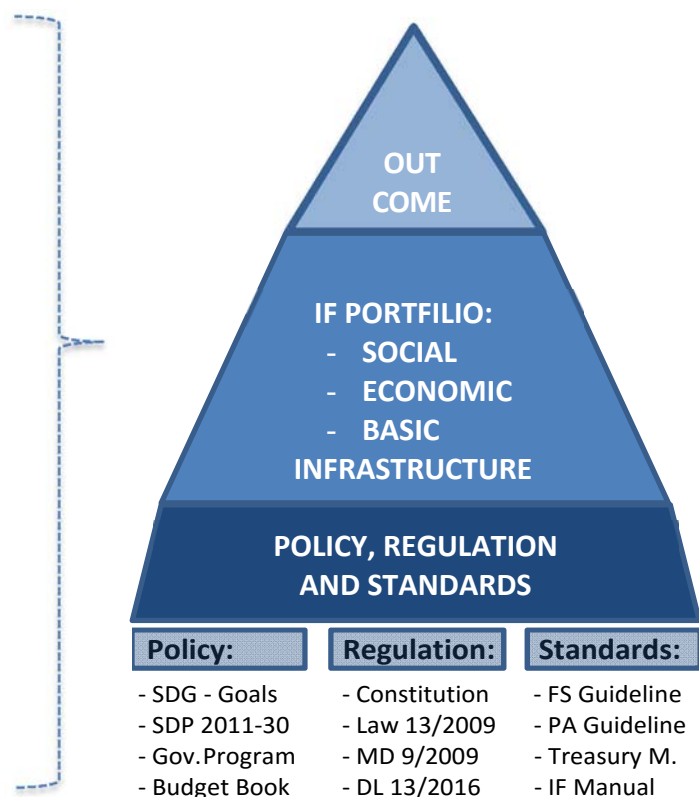 OUT
COME
IF PORTFILIO:
- SOCIAL
- ECONOMIC
- BASIC
INFRASTRUCTURE
POLICY, REGULATION
AND STANDARDS
Policy:
- SDG - Goals
- SDP 2011-30
- Gov.Program
- Budget Book
Regulation:
- Constitution
- Law 13/2009
- MD 9/2009
- DL 13/2016
Standards:
- FS Guideline
- PA Guideline
- Treasury M.
- IF Manual